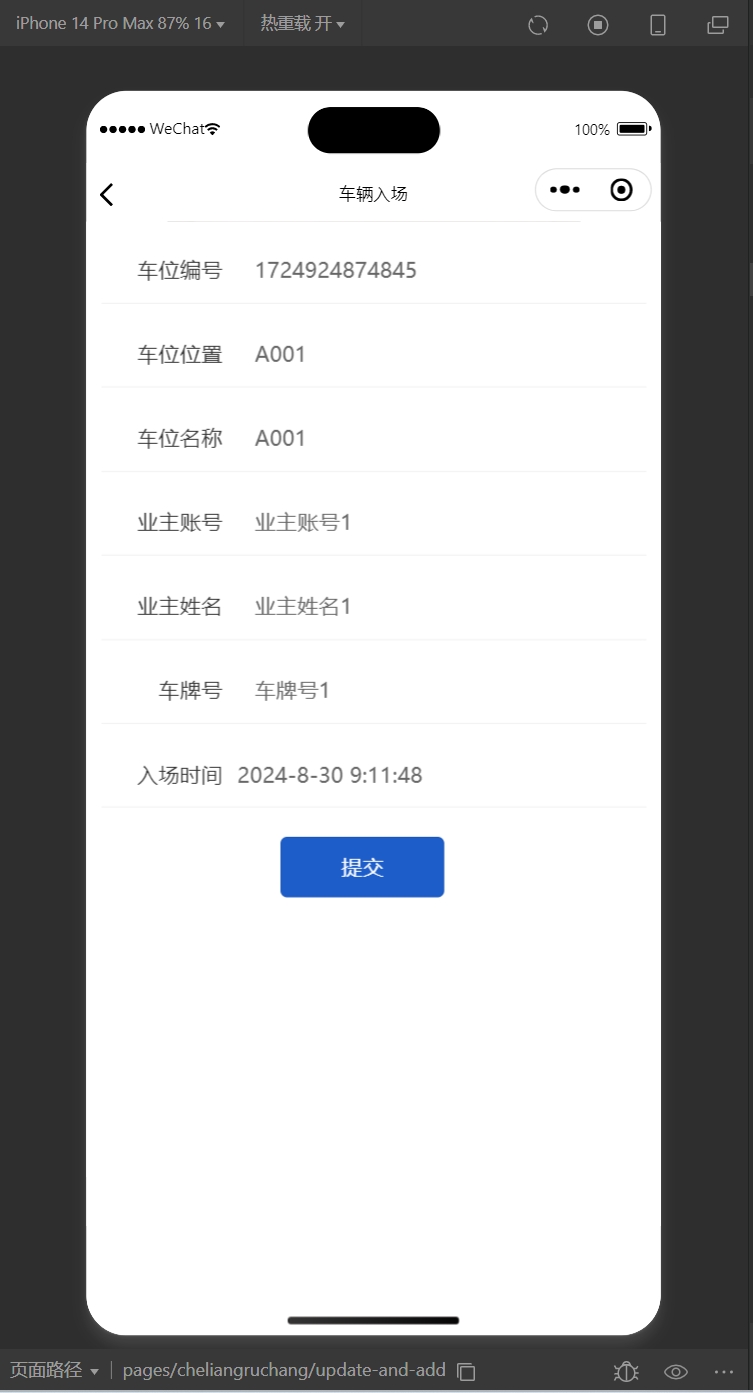 iPhone 14 Pro Max 87% 16 热重载 开
WeChat 100%
车辆入场
车位编号 1724924874845
车位位置 A001
车位名称 A001
业主账号 业主账号1
业主姓名 业主姓名1
车牌号 车牌号1
入场时间 2024-8-30 9:11:48
提交
页面路径 pages/cheliangruchang/update-and-add